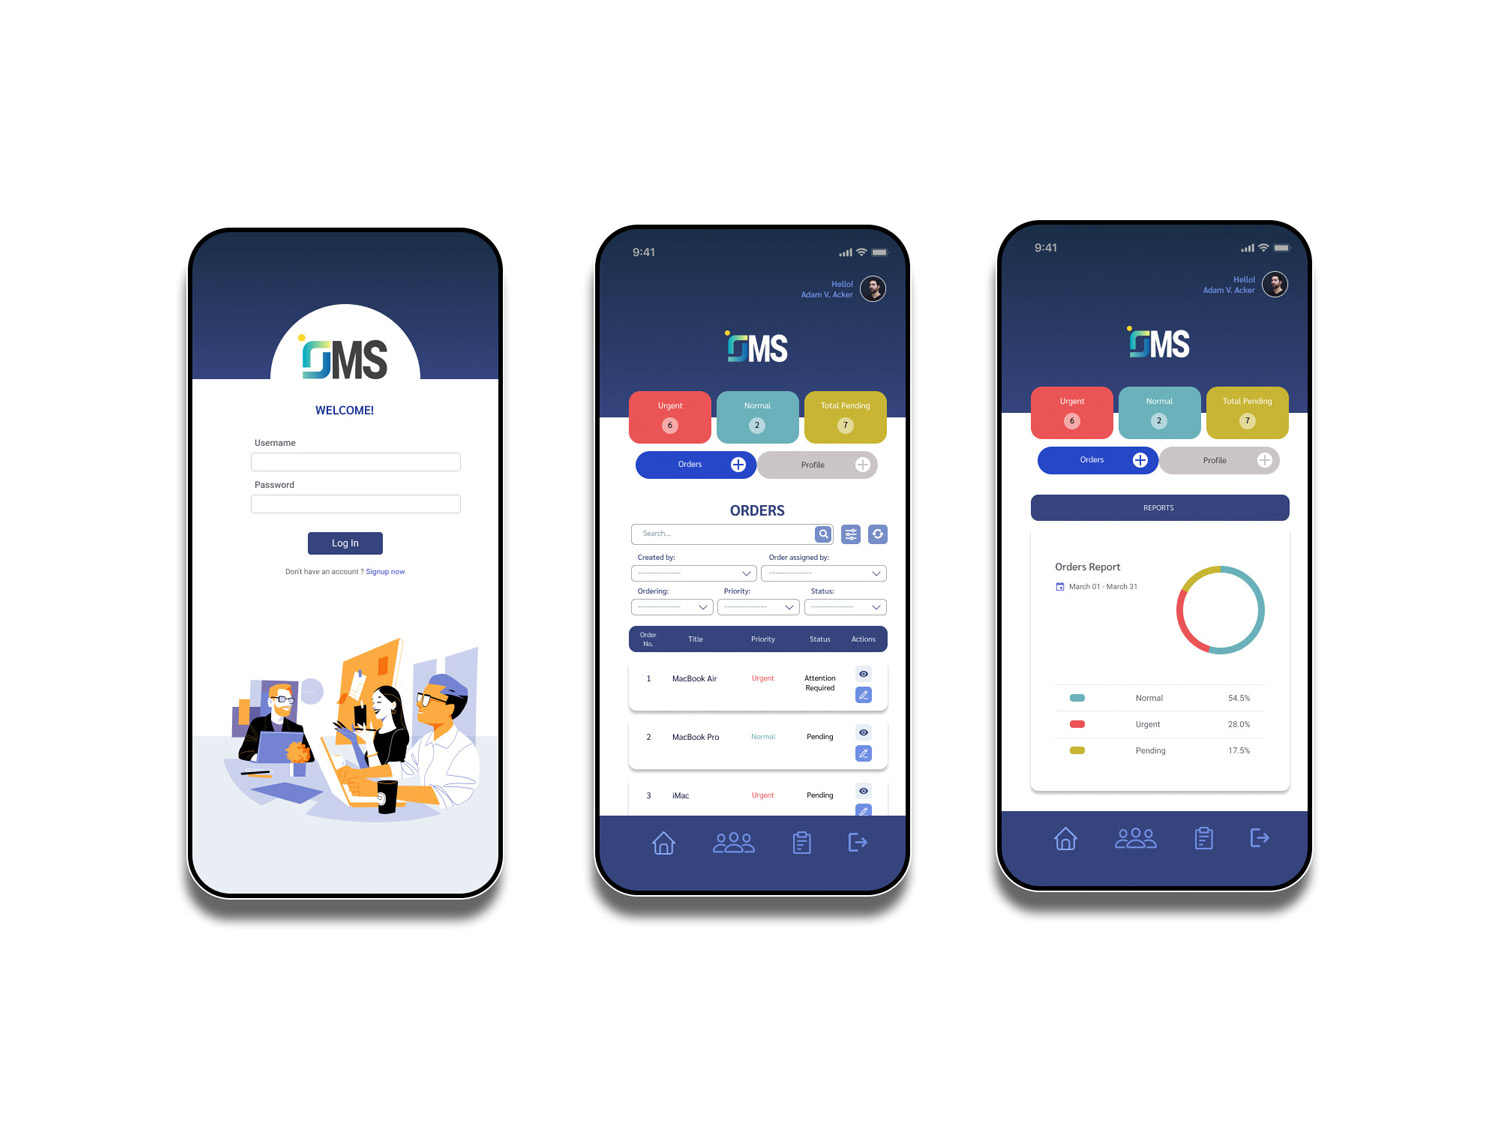 JMS
WELCOME!
Username
Password
Log In
Don't have an account ? Signup now
9:41
Hello!
Adam V. Acker
JMS
Urgent
6
Normal
2
Total Pending
7
Orders
Profile
ORDERS
Search...
Created by:
Order assigned by:
--------------
--------------
Ordering:
Priority:
Status:
--------------
--------------
--------------
Order No.
Title
Priority
Status
Actions
1
MacBook Air
Urgent
Attention
Required
2
MacBook Pro
Normal
Pending
3
iMac
Urgent
Pending
9:41
Hello!
Adam V. Acker
JMS
Urgent
6
Normal
2
Total Pending
7
Orders
Profile
REPORTS
Orders Report
March 01 - March 31
Normal
54.5%
Urgent
28.0%
Pending
17.5%